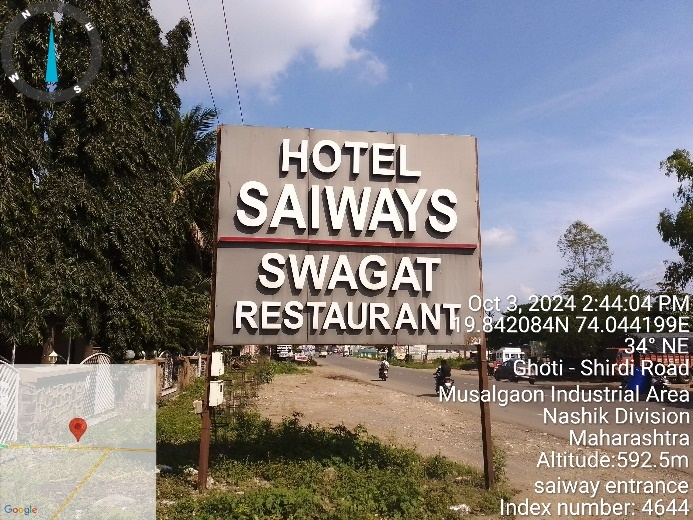 N
E
S
W
HOTEL
SAIWAYS
SWAGAT
RESTAURANT
Oct 3, 2024 2:44:04 PM
19.842084N 74.044199E
34° NE
Ghoti - Shirdi Road
Musalgaon Industrial Area
Nashik Division
Maharashtra
Altitude:592.5m
saiway entrance
Index number: 4644
Google